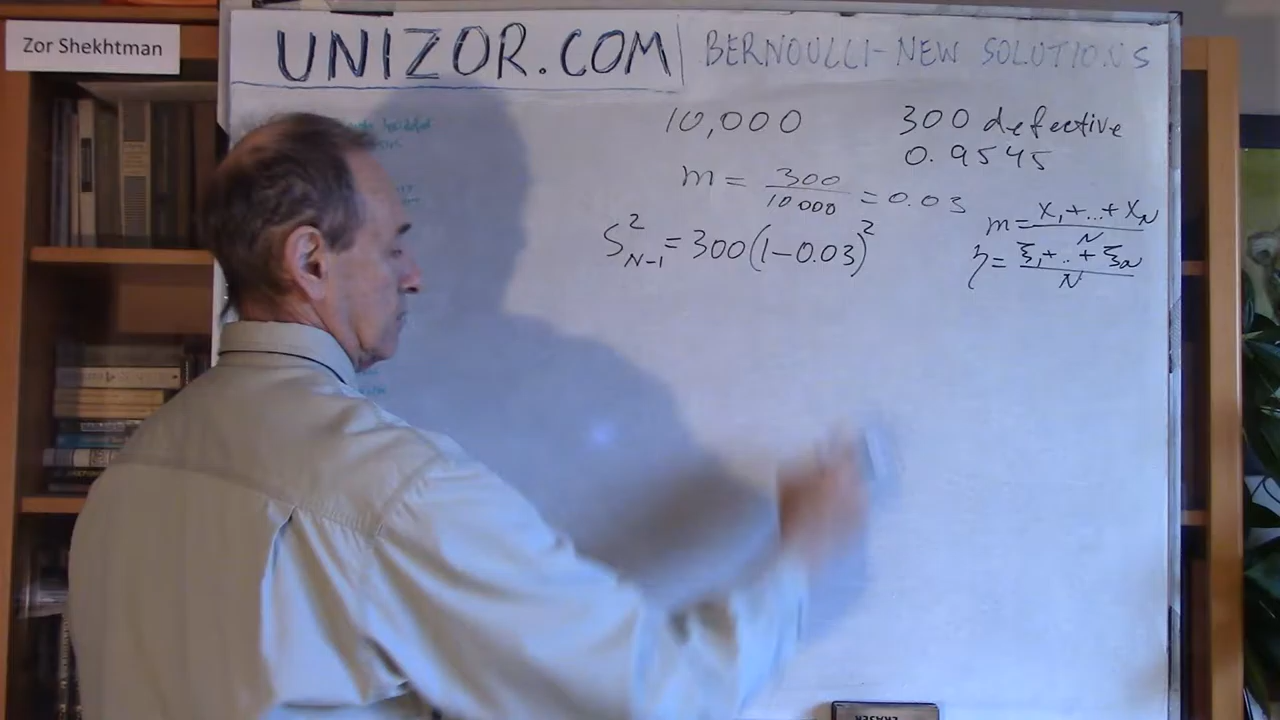 Zor Shekhtman
UNIZOR.COM | BERNOULLI-NEW SOLUTIONS
10,000
300 defective
0.9545
m = 300/10000 = 0.03
m = (X₁+...+X_N)/N
S²_{N-1} = 300(1-0.03)²
η = (ξ₁+..+ξ_N)/N
ERASER